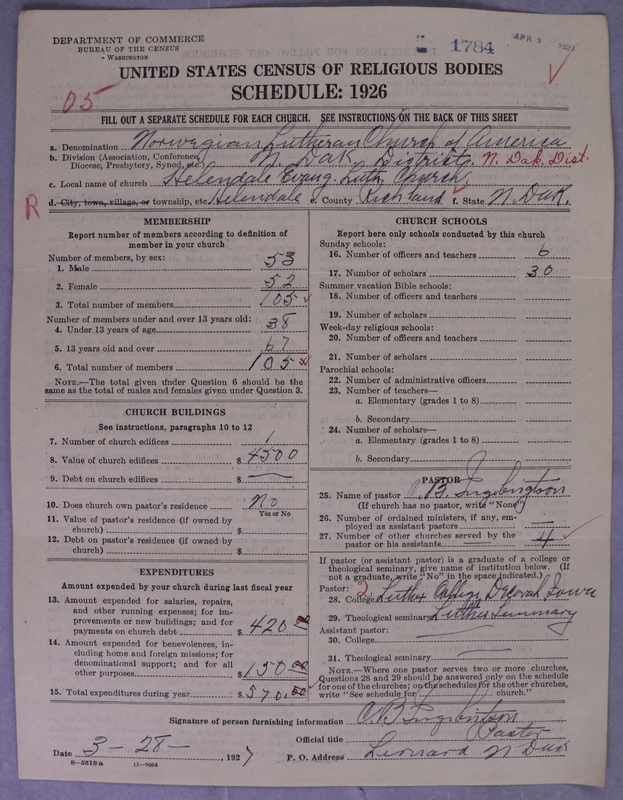 DEPARTMENT OF COMMERCE
BUREAU OF THE CENSUS
WASHINGTON
1784
APR 1927
UNITED STATES CENSUS OF RELIGIOUS BODIES
SCHEDULE: 1926
05
FILL OUT A SEPARATE SCHEDULE FOR EACH CHURCH. SEE INSTRUCTIONS ON THE BACK OF THIS SHEET
a. Denomination Norwegian Lutheran Church of America
b. Division (Association, Conference, Diocese, Presbytery, Synod, etc.) N. Dak. District N. Dak. Dist.
c. Local name of church Helendale Evang. Luth. Church
R d. City, town, village, or township, etc. Helendale e. County Richland f. State N. Dak.
MEMBERSHIP
Report number of members according to definition of member in your church
Number of members, by sex:
1. Male 53
2. Female 52
3. Total number of members 105
Number of members under and over 13 years old:
4. Under 13 years of age 38
5. 13 years old and over 67
6. Total number of members 105
NOTE.—The total given under Question 6 should be the same as the total of males and females given under Question 3.
CHURCH BUILDINGS
See instructions, paragraphs 10 to 12
7. Number of church edifices 1
8. Value of church edifices $ 4500
9. Debt on church edifices $ —
10. Does church own pastor's residence No
Yes or No
11. Value of pastor's residence (if owned by church) $
12. Debt on pastor's residence (if owned by church) $
EXPENDITURES
Amount expended by your church during last fiscal year
13. Amount expended for salaries, repairs, and other running expenses; for improvements or new buildings; and for payments on church debt $ 420.00
14. Amount expended for benevolences, including home and foreign missions; for denominational support; and for all other purposes $ 150.00
15. Total expenditures during year $ 570.00
CHURCH SCHOOLS
Report here only schools conducted by this church
Sunday schools:
16. Number of officers and teachers 6
17. Number of scholars 30
Summer vacation Bible schools:
18. Number of officers and teachers
19. Number of scholars
Week-day religious schools:
20. Number of officers and teachers
21. Number of scholars
Parochial schools:
22. Number of administrative officers
23. Number of teachers—
a. Elementary (grades 1 to 8)
b. Secondary
24. Number of scholars—
a. Elementary (grades 1 to 8)
b. Secondary
PASTOR
25. Name of pastor O. B. Ingebrigtson
(If church has no pastor, write "None")
26. Number of ordained ministers, if any, employed as assistant pastors —
27. Number of other churches served by the pastor or his assistants 4
If pastor (or assistant pastor) is a graduate of a college or theological seminary, give name of institution below. (If not a graduate, write "No" in the space indicated.)
Pastor: 2
28. College Luther College, Decorah Iowa
29. Theological seminary Luther Seminary
Assistant pastor:
30. College
31. Theological seminary
NOTE.—Where one pastor serves two or more churches, Questions 28 and 29 should be answered only on the schedule for one of the churches; on the schedules for the other churches, write "See schedule for church."
Signature of person furnishing information O. B. Ingebrigtson
Official title Pastor
Date 3-28-, 1927
P. O. Address Leonard N Dak
8—5518a 11—9054